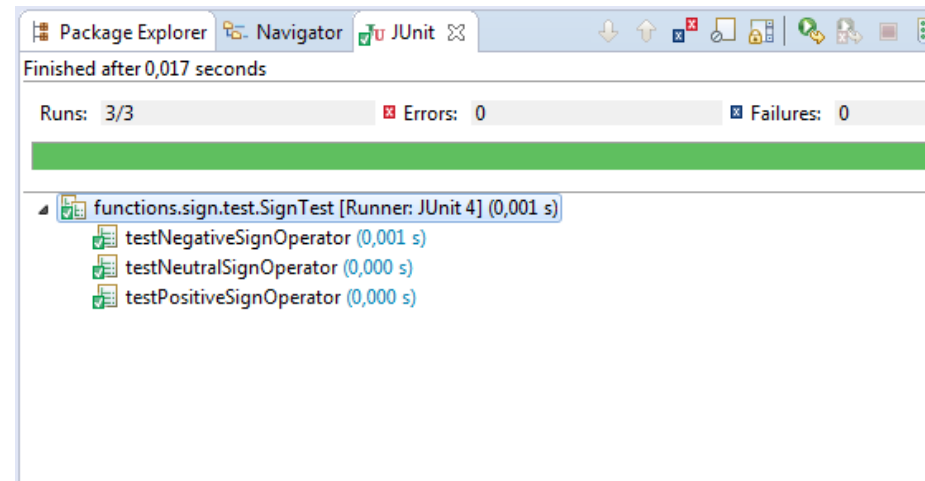 Package Explorer Navigator JUnit
Finished after 0,017 seconds
Runs: 3/3 Errors: 0 Failures: 0
functions.sign.test.SignTest [Runner: JUnit 4] (0,001 s)
testNegativeSignOperator (0,001 s)
testNeutralSignOperator (0,000 s)
testPositiveSignOperator (0,000 s)